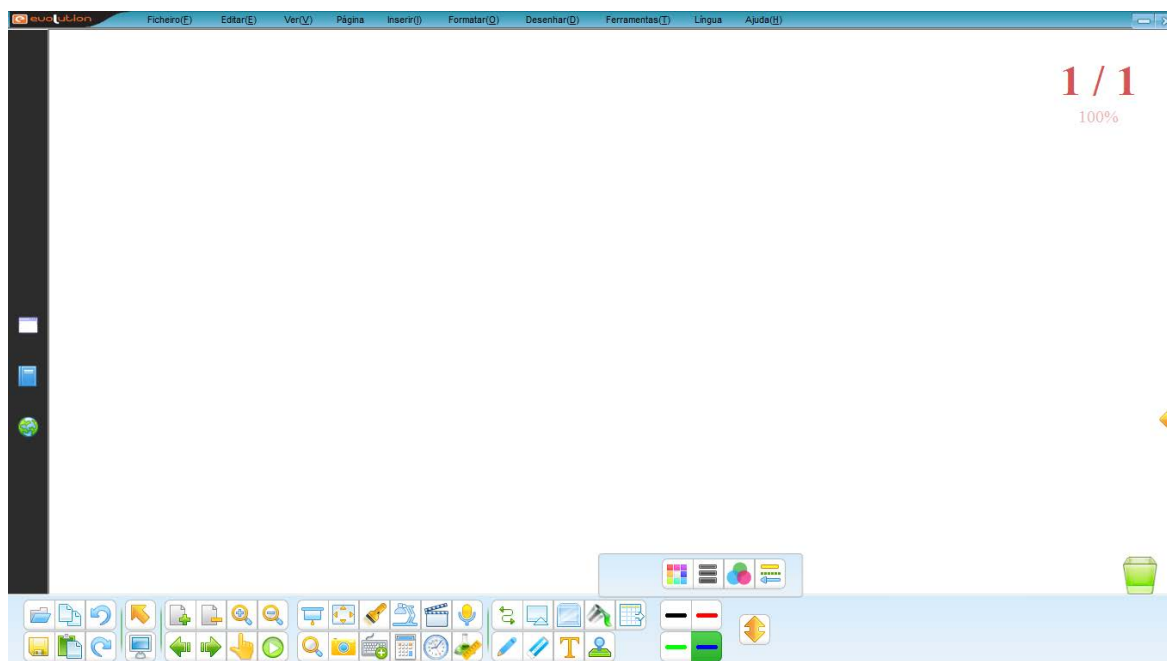 evolution Ficheiro(F) Editar(E) Ver(V) Página Inserir(I) Formatar(O) Desenhar(D) Ferramentas(T) Língua Ajuda(H)
1 / 1
100%
T